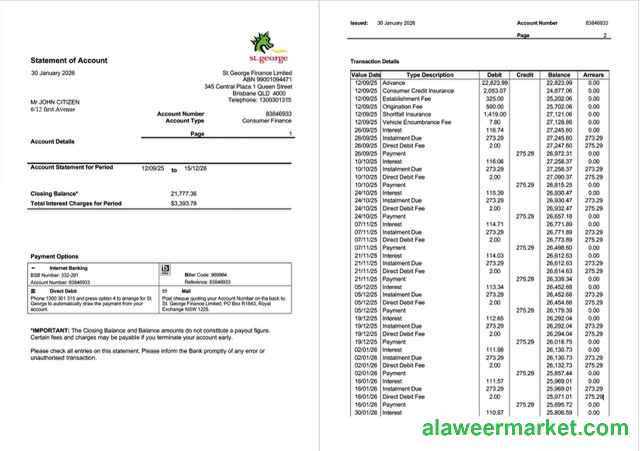 st.george
Statement of Account
30 January 2026
St.George Finance Limited
ABN 99001094471
345 Central Plaza 1 Queen Street
Brisbane QLD 4000
Telephone: 1300301315
Mr JOHN CITIZEN
6/12 first Avenue
Account Number 83846933
Account Type Consumer Finance
Page 1
Account Details
Account Statement for Period 12/09/25 to 15/12/26
Closing Balance* 21,777.36
Total Interest Charges for Period $3,393.78
Payment Options
Internet Banking
BSB Number: 332-291
Account Number: 83846933
Biller Code: 969964
Reference: 83846933
Direct Debit
Phone 1300 301 315 and press option 4 to arrange for St.
George to automatically draw the payment from your
account.
Mail
Post cheque quoting your Account Number on the back to
St. George Finance Limited, PO Box R1843, Royal
Exchange NSW 1225.
*IMPORTANT: The Closing Balance and Balance amounts do not constitute a payout figure.
Certain fees and charges may be payable if you terminate your account early.
Please check all entries on this statement. Please inform the Bank promptly of any error or
unauthorised transaction.
Issued: 30 January 2026 Account Number 83846933
Page 2
Transaction Details
Value Date Type Description Debit Credit Balance Arrears
12/09/25 Advance 22,823.99 22,823.99 0.00
12/09/25 Consumer Credit Insurance 2,053.07 24,877.06 0.00
12/09/25 Establishment Fee 325.00 25,202.06 0.00
12/09/25 Origination Fee 500.00 25,702.06 0.00
12/09/25 Shortfall Insurance 1,419.00 27,121.06 0.00
12/09/25 Vehicle Encumbrance Fee 7.80 27,128.86 0.00
26/09/25 Interest 116.74 27,245.60 0.00
26/09/25 Instalment Due 273.29 27,245.60 273.29
26/09/25 Direct Debit Fee 2.00 27,247.60 275.29
26/09/25 Payment 275.29 26,972.31 0.00
10/10/25 Interest 116.06 27,258.37 0.00
10/10/25 Instalment Due 273.29 27,258.37 273.29
10/10/25 Direct Debit Fee 2.00 27,090.37 275.29
10/10/25 Payment 275.29 26,815.25 0.00
24/10/25 Interest 115.39 26,930.47 0.00
24/10/25 Instalment Due 273.29 26,930.47 273.29
24/10/25 Direct Debit Fee 2.00 26,932.47 275.29
24/10/25 Payment 275.29 26,657.18 0.00
07/11/25 Interest 114.71 26,771.89 0.00
07/11/25 Instalment Due 273.29 26,771.89 273.29
07/11/25 Direct Debit Fee 2.00 26,773.89 275.29
07/11/25 Payment 275.29 26,498.60 0.00
21/11/25 Interest 114.03 26,612.63 0.00
21/11/25 Instalment Due 273.29 26,612.63 273.29
21/11/25 Direct Debit Fee 2.00 26,614.63 275.29
21/11/25 Payment 275.29 26,339.34 0.00
05/12/25 Interest 113.34 26,452.68 0.00
05/12/25 Instalment Due 273.29 26,452.68 273.29
05/12/25 Direct Debit Fee 2.00 26,454.68 275.29
05/12/25 Payment 275.29 26,179.39 0.00
19/12/25 Interest 112.65 26,292.04 0.00
19/12/25 Instalment Due 273.29 26,292.04 273.29
19/12/25 Direct Debit Fee 2.00 26,294.04 275.29
19/12/25 Payment 275.29 26,018.75 0.00
02/01/26 Interest 111.98 26,130.73 0.00
02/01/26 Instalment Due 273.29 26,130.73 273.29
02/01/26 Direct Debit Fee 2.00 26,132.73 275.29
02/01/26 Payment 275.29 25,857.44 0.00
16/01/26 Interest 111.57 25,969.01 0.00
16/01/26 Instalment Due 273.29 25,969.01 273.29
16/01/26 Direct Debit Fee 2.00 25,971.01 275.29
16/01/26 Payment 275.29 25,695.72 0.00
30/01/26 Interest 110.87 25,806.59 0.00
alaweermarket.com